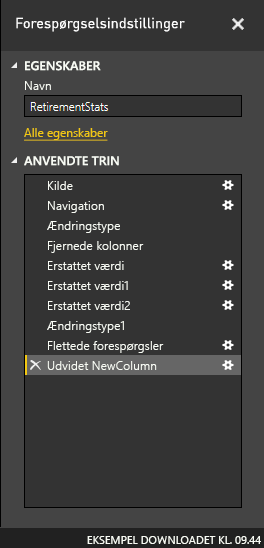 Forespørgselsindstillinger
EGENSKABER
Navn
RetirementStats
Alle egenskaber
ANVENDTE TRIN
Kilde
Navigation
Ændringstype
Fjernede kolonner
Erstattet værdi
Erstattet værdi1
Erstattet værdi2
Ændringstype1
Flettede forespørgsler
Udvidet NewColumn
EKSEMPEL DOWNLOADET KL. 09.44